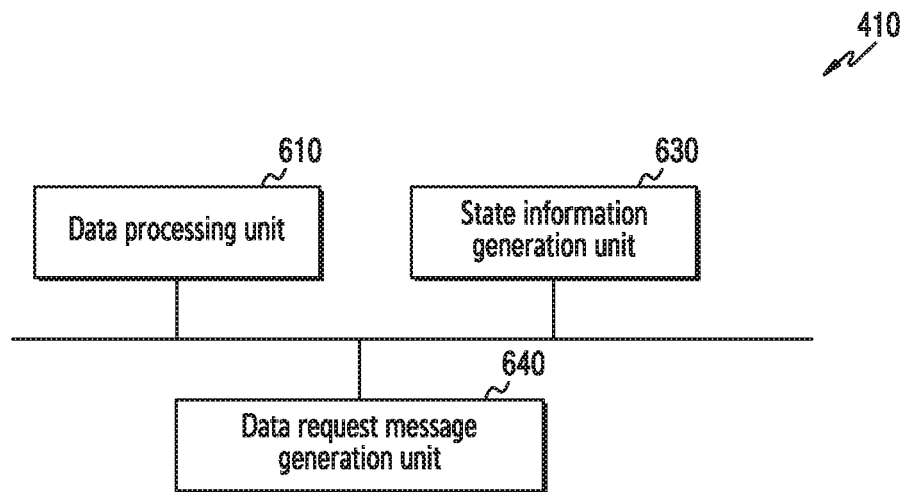 410
610
630
Data processing unit
State information
generation unit
640
Data request message
generation unit